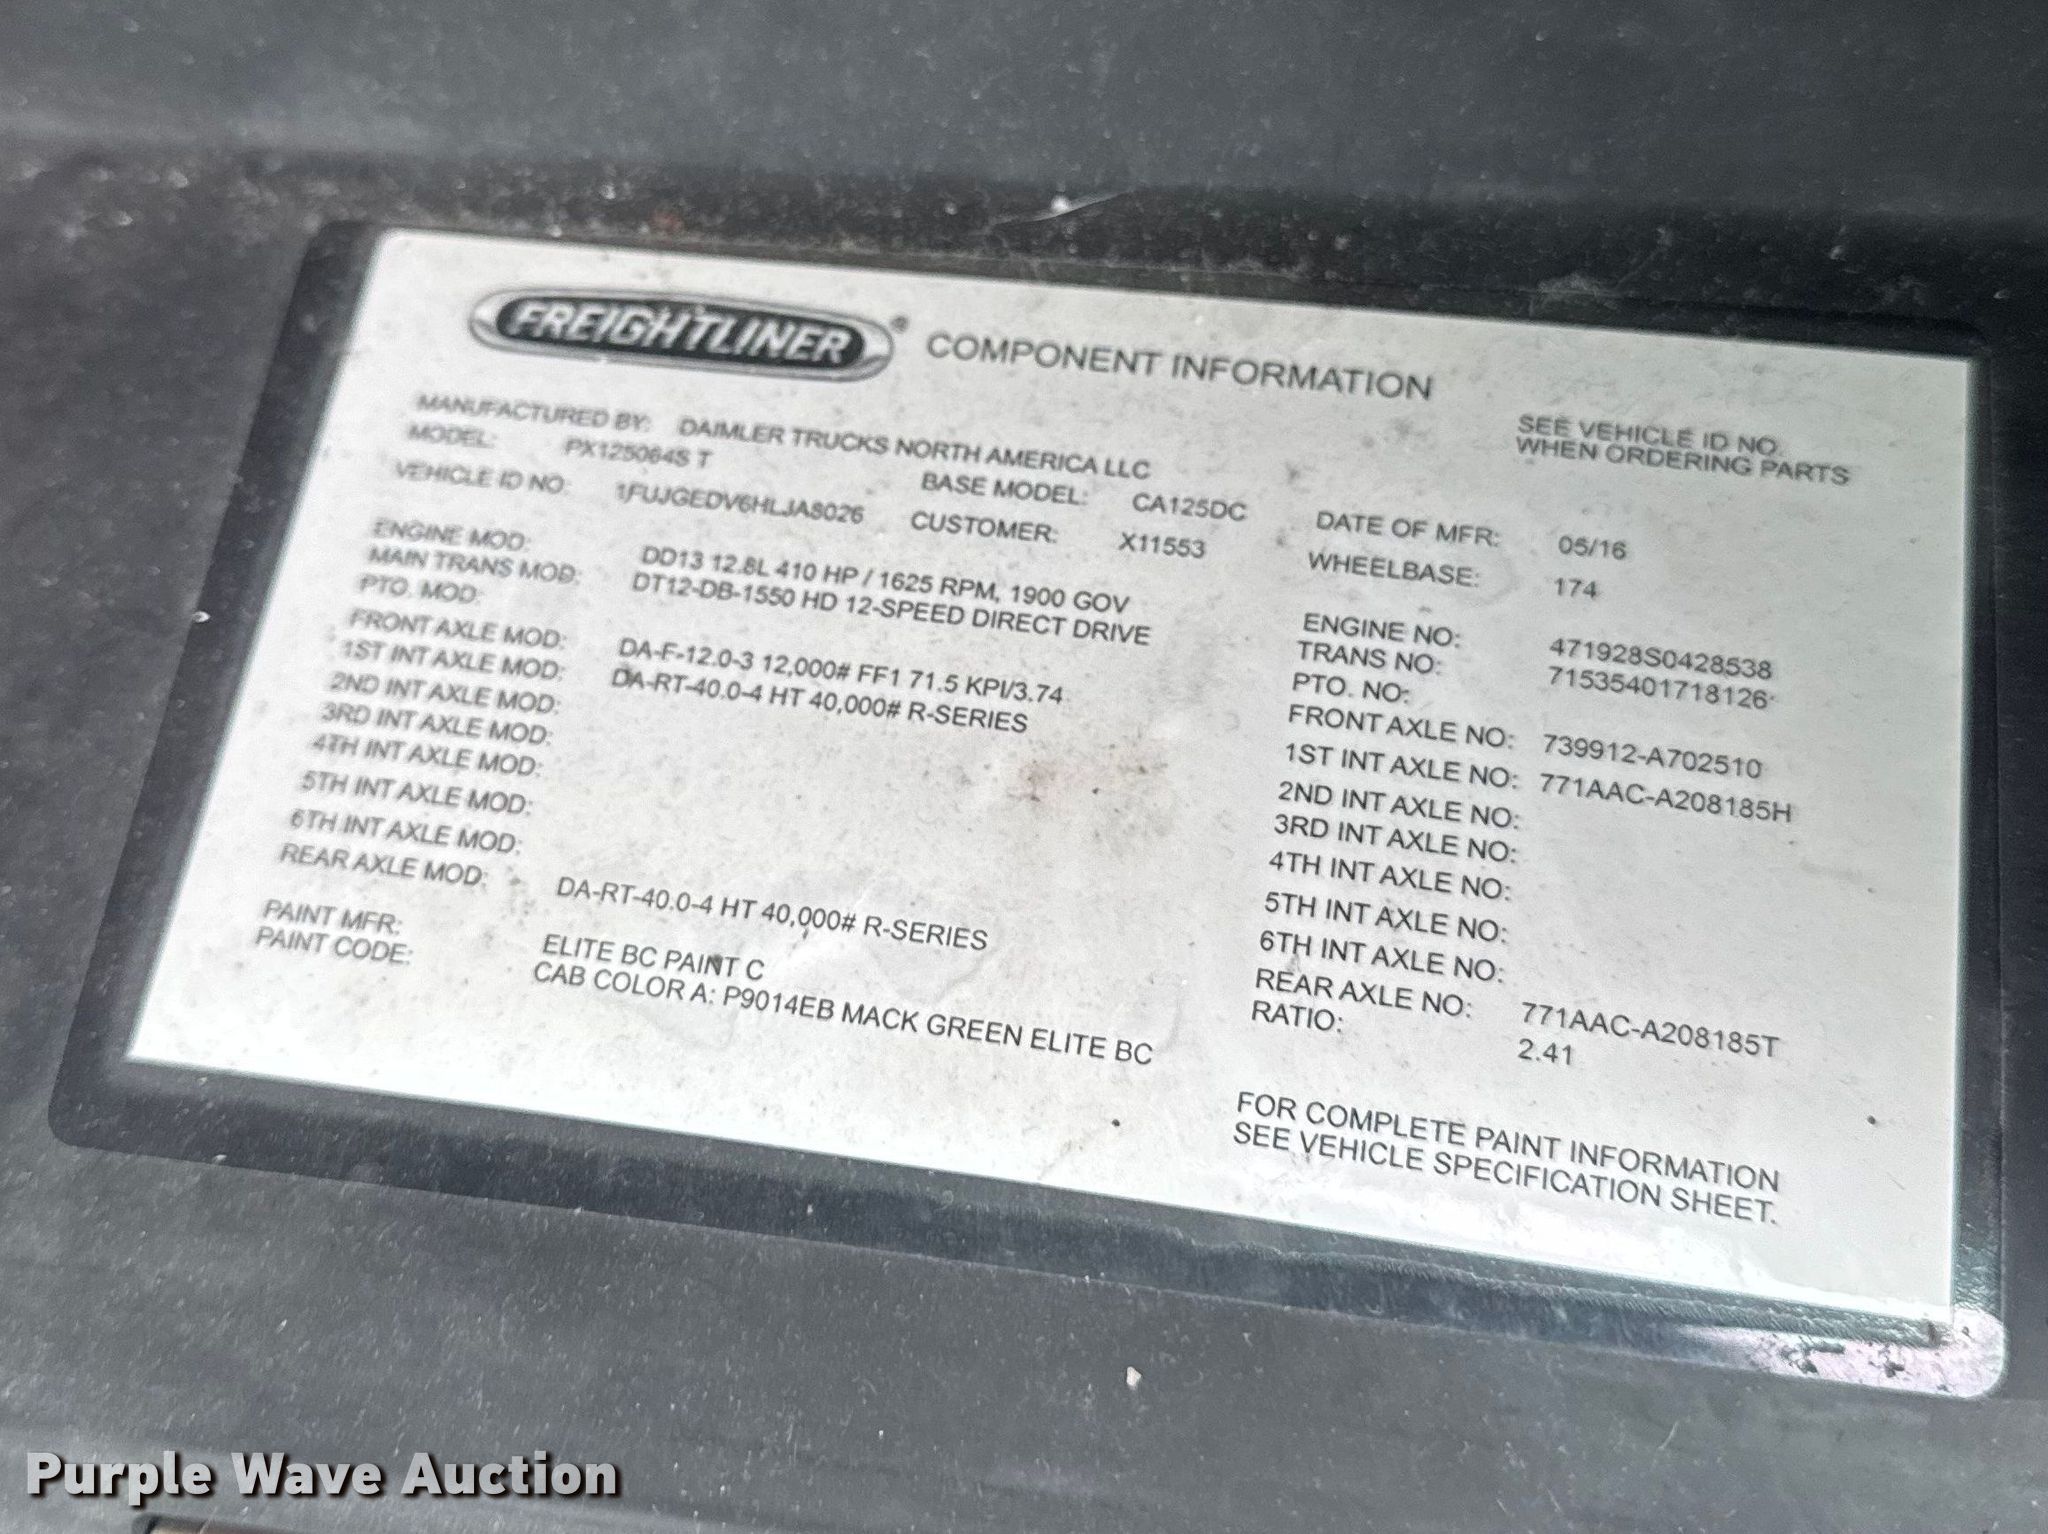 FREIGHTLINER® COMPONENT INFORMATION
SEE VEHICLE ID NO.
WHEN ORDERING PARTS
MANUFACTURED BY: DAIMLER TRUCKS NORTH AMERICA LLC
MODEL: PX125064S T BASE MODEL: CA125DC DATE OF MFR: 05/16
VEHICLE ID NO: 1FUJGEDV6HLJA8026 CUSTOMER: X11553 WHEELBASE: 174
ENGINE MOD: DD13 12.8L 410 HP / 1625 RPM, 1900 GOV ENGINE NO: 471928S0428538
MAIN TRANS MOD: DT12-DB-1550 HD 12-SPEED DIRECT DRIVE TRANS NO: 71535401718126
PTO. MOD: PTO. NO:
FRONT AXLE MOD: DA-F-12.0-3 12,000# FF1 71.5 KPI/3.74 FRONT AXLE NO: 739912-A702510
1ST INT AXLE MOD: DA-RT-40.0-4 HT 40,000# R-SERIES 1ST INT AXLE NO: 771AAC-A208185H
2ND INT AXLE MOD: 2ND INT AXLE NO:
3RD INT AXLE MOD: 3RD INT AXLE NO:
4TH INT AXLE MOD: 4TH INT AXLE NO:
5TH INT AXLE MOD: 5TH INT AXLE NO:
6TH INT AXLE MOD: 6TH INT AXLE NO:
REAR AXLE MOD: DA-RT-40.0-4 HT 40,000# R-SERIES REAR AXLE NO: 771AAC-A208185T
RATIO: 2.41
PAINT MFR: ELITE BC PAINT C
PAINT CODE: CAB COLOR A: P9014EB MACK GREEN ELITE BC
FOR COMPLETE PAINT INFORMATION
SEE VEHICLE SPECIFICATION SHEET.
Purple Wave Auction